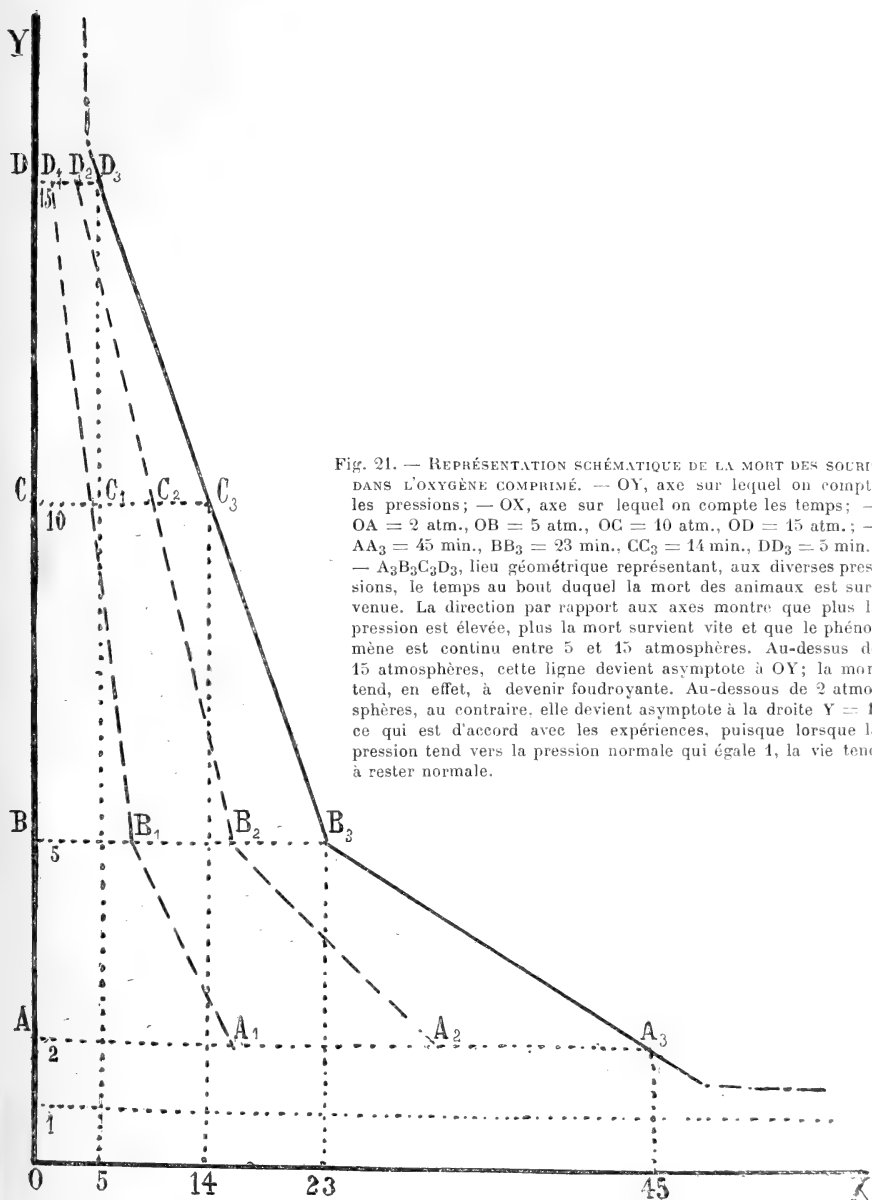 Y
D D₁ D₂ D₃
15
C C₁ C₂ C₃
10
Fig. 21. — REPRÉSENTATION SCHÉMATIQUE DE LA MORT DES SOURI
DANS L'OXYGÈNE COMPRIMÉ. — OY, axe sur lequel on compt
les pressions; — OX, axe sur lequel on compte les temps; —
OA = 2 atm., OB = 5 atm., OC = 10 atm., OD = 15 atm.; —
AA₃ = 45 min., BB₃ = 23 min., CC₃ = 14 min., DD₃ = 5 min.
— A₃B₃C₃D₃, lieu géométrique représentant, aux diverses pres
sions, le temps au bout duquel la mort des animaux est sur
venue. La direction par rapport aux axes montre que plus l
pression est élevée, plus la mort survient vite et que le phéno
mène est continu entre 5 et 15 atmosphères. Au-dessus d
15 atmosphères, cette ligne devient asymptote à OY; la mor
tend, en effet, à devenir foudroyante. Au-dessous de 2 atmo
sphères, au contraire. elle devient asymptote à la droite Y = 1
ce qui est d'accord avec les expériences, puisque lorsque l
pression tend vers la pression normale qui égale 1, la vie ten
à rester normale.
B B₁ B₂ B₃
5
A A₁ A₂ A₃
2
1
0 5 14 23 45 X